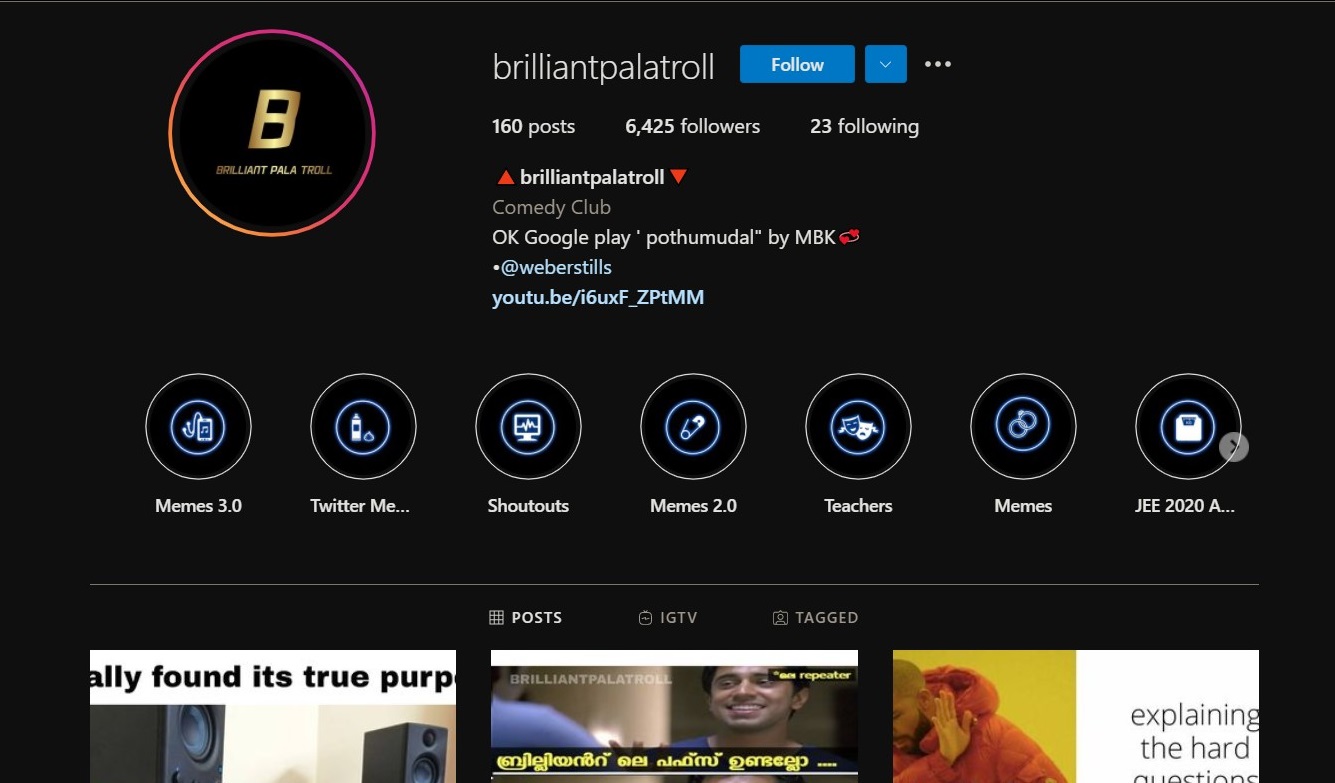 B
BRILLIANT PALA TROLL
brilliantpalatroll
Follow
160 posts 6,425 followers 23 following
brilliantpalatroll
Comedy Club
OK Google play ' pothumudal" by MBK
•@weberstills
youtu.be/i6uxF_ZPtMM
Memes 3.0
Twitter Me...
Shoutouts
Memes 2.0
Teachers
Memes
JEE 2020 A...
POSTS IGTV TAGGED
ally found its true purp
BRILLIANTPALATROLL
*ലെ repeater
ബ്രില്ല്യൻറ് ലെ പഫ്സ് ഉണ്ടല്ലോ ....
explaining
the hard
questions